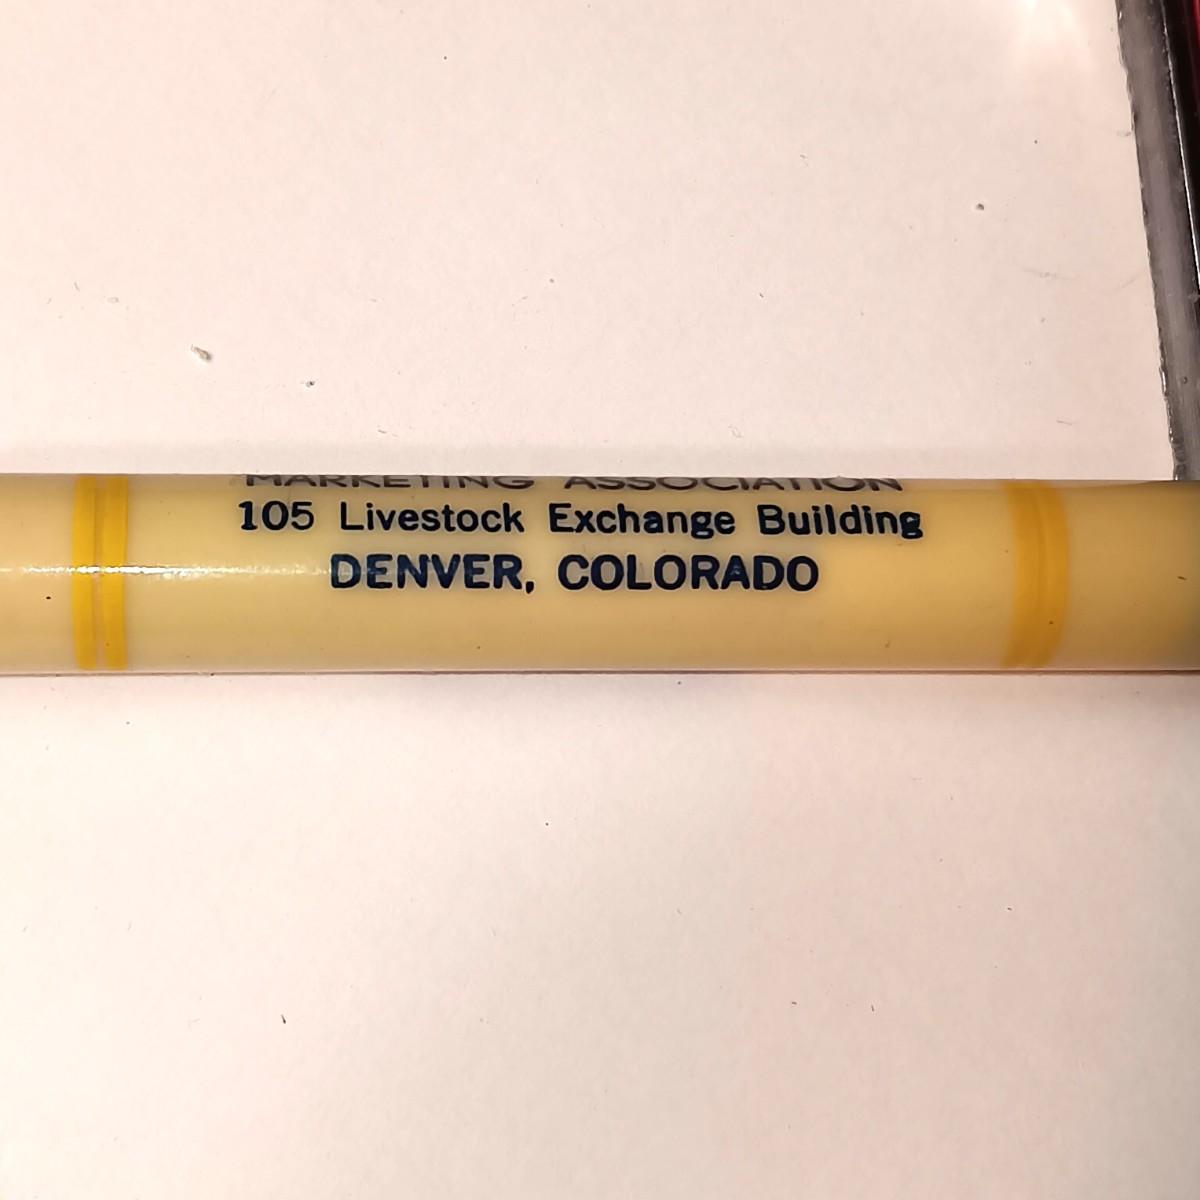 MARKETING ASSOCIATION
105 Livestock Exchange Building
DENVER, COLORADO